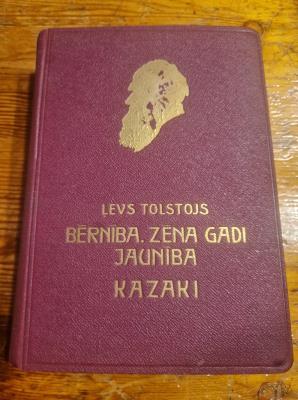 ĻEVS TOLSTOJS
BĒRNĪBA. ZĒNA GADI
JAUNĪBA
KAZAKI